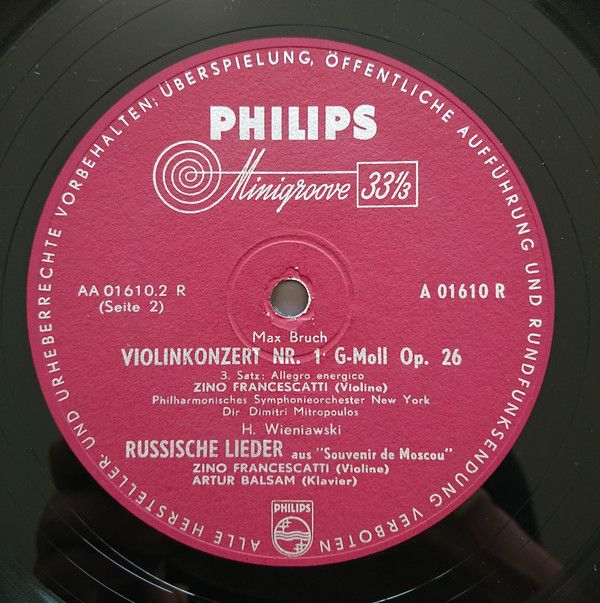 ALLE HERSTELLER- UND URHEBERRECHTE VORBEHALTEN; ÜBERSPIELUNG, ÖFFENTLICHE AUFFÜHRUNG UND RUNDFUNKSENDUNG VERBOTEN
PHILIPS
Minigroove 33 1/3
AA 01610.2 R
(Seite 2)
A 01610 R
Max Bruch
VIOLINKONZERT NR. 1 G-Moll Op. 26
3. Satz: Allegro energico
ZINO FRANCESCATTI (Violine)
Philharmonisches Symphonieorchester New York
Dir Dimitri Mitropoulos
H. Wieniawski
RUSSISCHE LIEDER aus "Souvenir de Moscou"
ZINO FRANCESCATTI (Violine)
ARTUR BALSAM (Klavier)
PHILIPS